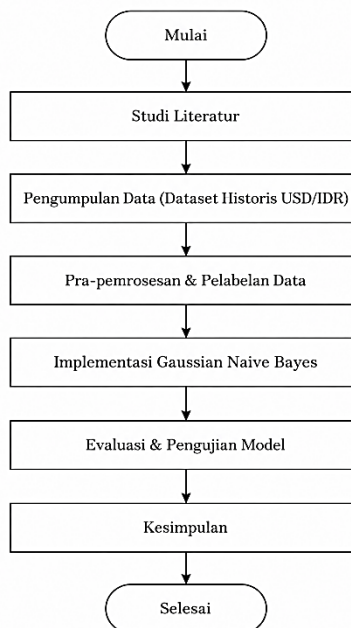 Mulai
Studi Literatur
Pengumpulan Data (Dataset Historis USD/IDR)
Pra-pemrosesan & Pelabelan Data
Implementasi Gaussian Naive Bayes
Evaluasi & Pengujian Model
Kesimpulan
Selesai